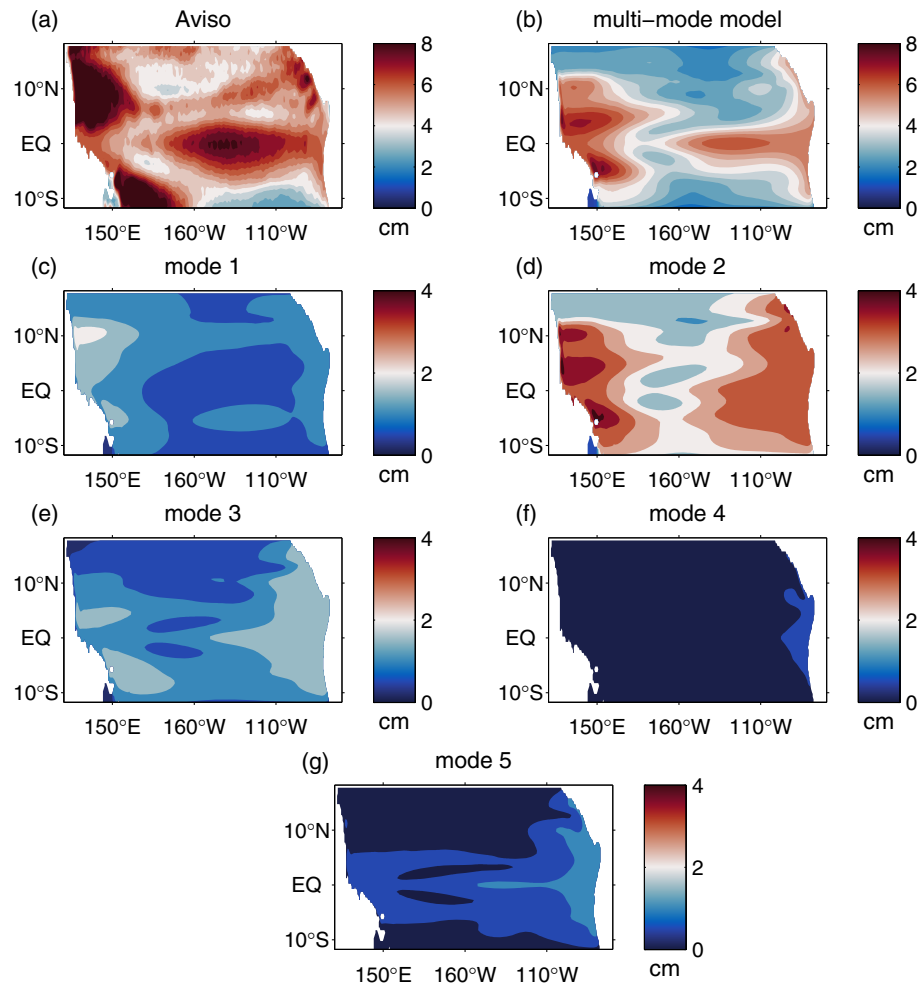 (a) Aviso
(b) multi−mode model
10°N
EQ
10°S
150°E 160°W 110°W
8
6
4
2
0
cm
10°N
EQ
10°S
150°E 160°W 110°W
8
6
4
2
0
cm
(c) mode 1
(d) mode 2
10°N
EQ
10°S
150°E 160°W 110°W
4
2
0
cm
10°N
EQ
10°S
150°E 160°W 110°W
4
2
0
cm
(e) mode 3
(f) mode 4
10°N
EQ
10°S
150°E 160°W 110°W
4
2
0
cm
10°N
EQ
10°S
150°E 160°W 110°W
4
2
0
cm
(g) mode 5
10°N
EQ
10°S
150°E 160°W 110°W
4
2
0
cm